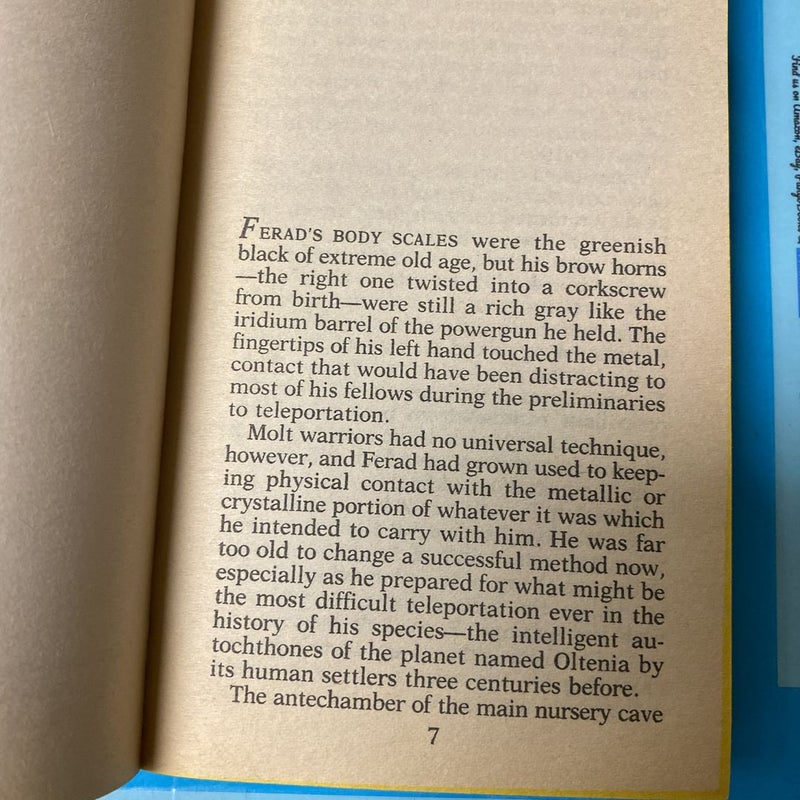 FERAD'S BODY SCALES were the greenish
black of extreme old age, but his brow horns
—the right one twisted into a corkscrew
from birth—were still a rich gray like the
iridium barrel of the powergun he held. The
fingertips of his left hand touched the metal,
contact that would have been distracting to
most of his fellows during the preliminaries
to teleportation.
Molt warriors had no universal technique,
however, and Ferad had grown used to keep-
ing physical contact with the metallic or
crystalline portion of whatever it was which
he intended to carry with him. He was far
too old to change a successful method now,
especially as he prepared for what might be
the most difficult teleportation ever in the
history of his species—the intelligent au-
tochthones of the planet named Oltenia by
its human settlers three centuries before.
The antechamber of the main nursery cave
7
Find us on Amazon, eBay,